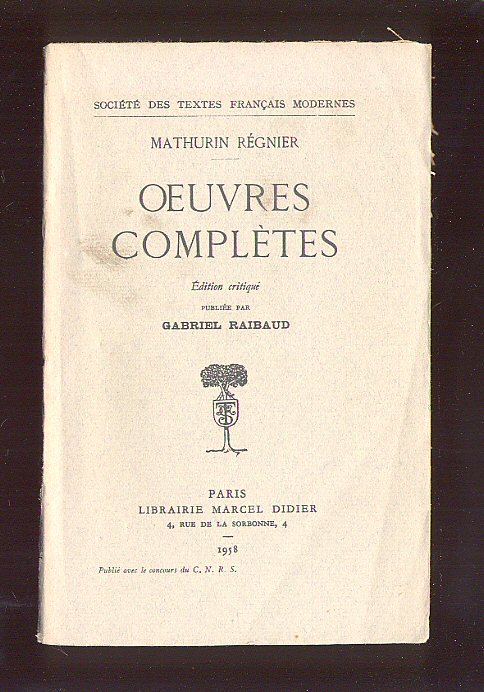 SOCIÉTÉ DES TEXTES FRANÇAIS MODERNES
MATHURIN RÉGNIER
OEUVRES
COMPLÈTES
Édition critique
PUBLIÉE PAR
GABRIEL RAIBAUD
PARIS
LIBRAIRIE MARCEL DIDIER
4, RUE DE LA SORBONNE, 4
1958
Publié avec le concours du C. N. R. S.